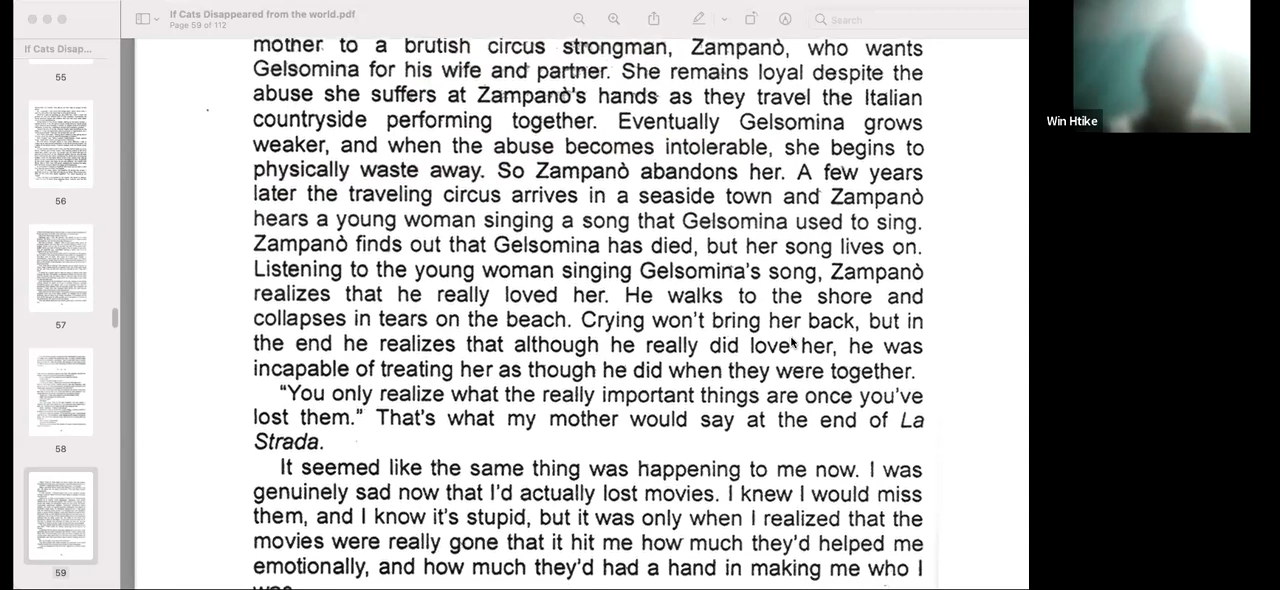 If Cats Disappeared from the world.pdf
Page 59 of 112
Search
If Cats Disap...
55
56
57
58
59
mother to a brutish circus strongman, Zampanò, who wants
Gelsomina for his wife and partner. She remains loyal despite the
abuse she suffers at Zampanò's hands as they travel the Italian
countryside performing together. Eventually Gelsomina grows
weaker, and when the abuse becomes intolerable, she begins to
physically waste away. So Zampanò abandons her. A few years
later the traveling circus arrives in a seaside town and Zampanò
hears a young woman singing a song that Gelsomina used to sing.
Zampanò finds out that Gelsomina has died, but her song lives on.
Listening to the young woman singing Gelsomina's song, Zampanò
realizes that he really loved her. He walks to the shore and
collapses in tears on the beach. Crying won't bring her back, but in
the end he realizes that although he really did love her, he was
incapable of treating her as though he did when they were together.
"You only realize what the really important things are once you've
lost them." That's what my mother would say at the end of La
Strada.
It seemed like the same thing was happening to me now. I was
genuinely sad now that I'd actually lost movies. I knew I would miss
them, and I know it's stupid, but it was only when I realized that the
movies were really gone that it hit me how much they'd helped me
emotionally, and how much they'd had a hand in making me who I
Win Htike